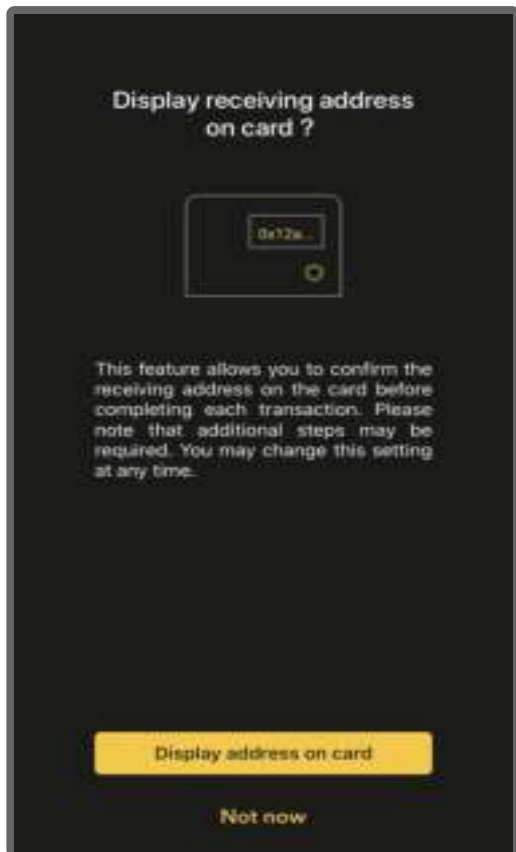 Display receiving address
on card ?
0x12a...
This feature allows you to confirm the
receiving address on the card before
completing each transaction. Please
note that additional steps may be
required. You may change this setting
at any time.
Display address on card
Not now